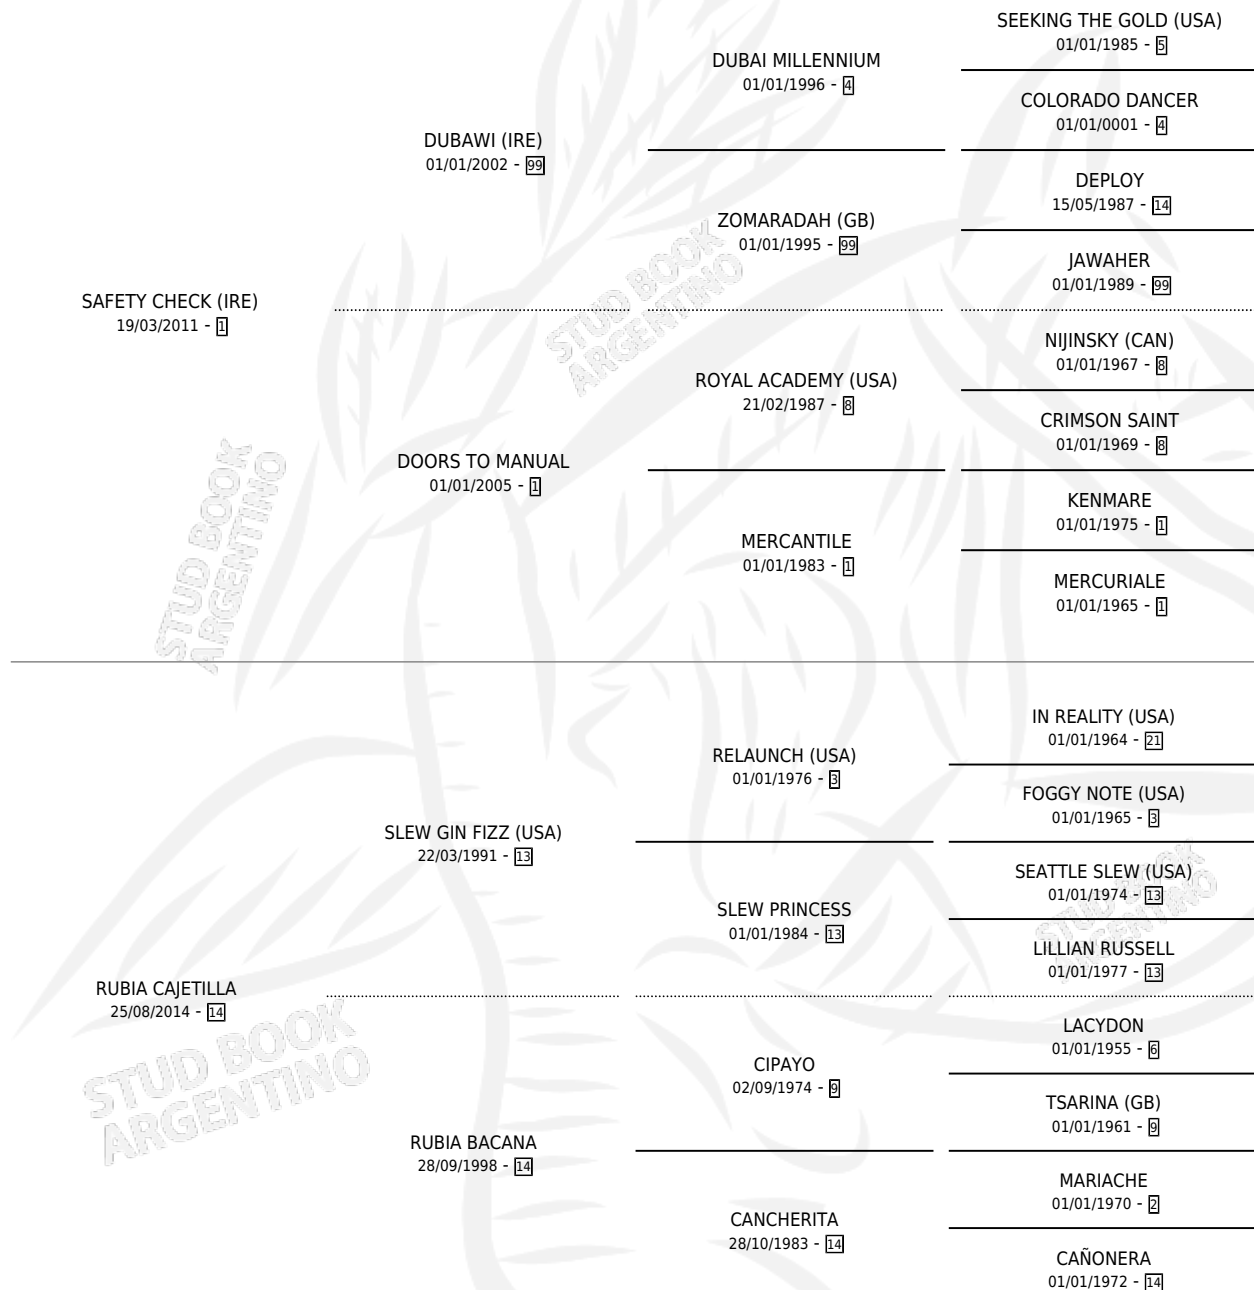 SEEKING THE GOLD (USA)
01/01/1985 - 5
DUBAI MILLENNIUM
01/01/1996 - 4
COLORADO DANCER
01/01/0001 - 4
DUBAWI (IRE)
01/01/2002 - 99
DEPLOY
15/05/1987 - 14
ZOMARADAH (GB)
01/01/1995 - 99
JAWAHER
01/01/1989 - 99
SAFETY CHECK (IRE)
19/03/2011 - 1
NIJINSKY (CAN)
01/01/1967 - 8
ROYAL ACADEMY (USA)
21/02/1987 - 8
CRIMSON SAINT
01/01/1969 - 8
DOORS TO MANUAL
01/01/2005 - 1
KENMARE
01/01/1975 - 1
MERCANTILE
01/01/1983 - 1
MERCURIALE
01/01/1965 - 1
IN REALITY (USA)
01/01/1964 - 21
RELAUNCH (USA)
01/01/1976 - 3
FOGGY NOTE (USA)
01/01/1965 - 3
SLEW GIN FIZZ (USA)
22/03/1991 - 13
SEATTLE SLEW (USA)
01/01/1974 - 13
SLEW PRINCESS
01/01/1984 - 13
LILLIAN RUSSELL
01/01/1977 - 13
RUBIA CAJETILLA
25/08/2014 - 14
LACYDON
01/01/1955 - 6
CIPAYO
02/09/1974 - 9
TSARINA (GB)
01/01/1961 - 9
RUBIA BACANA
28/09/1998 - 14
MARIACHE
01/01/1970 - 2
CANCHERITA
28/10/1983 - 14
CAÑONERA
01/01/1972 - 14
STUD BOOK
ARGENTINO
STUD BOOK
ARGENTINO
STUD BOOK
ARGENTINO
STUD BOOK
ARGENTINO